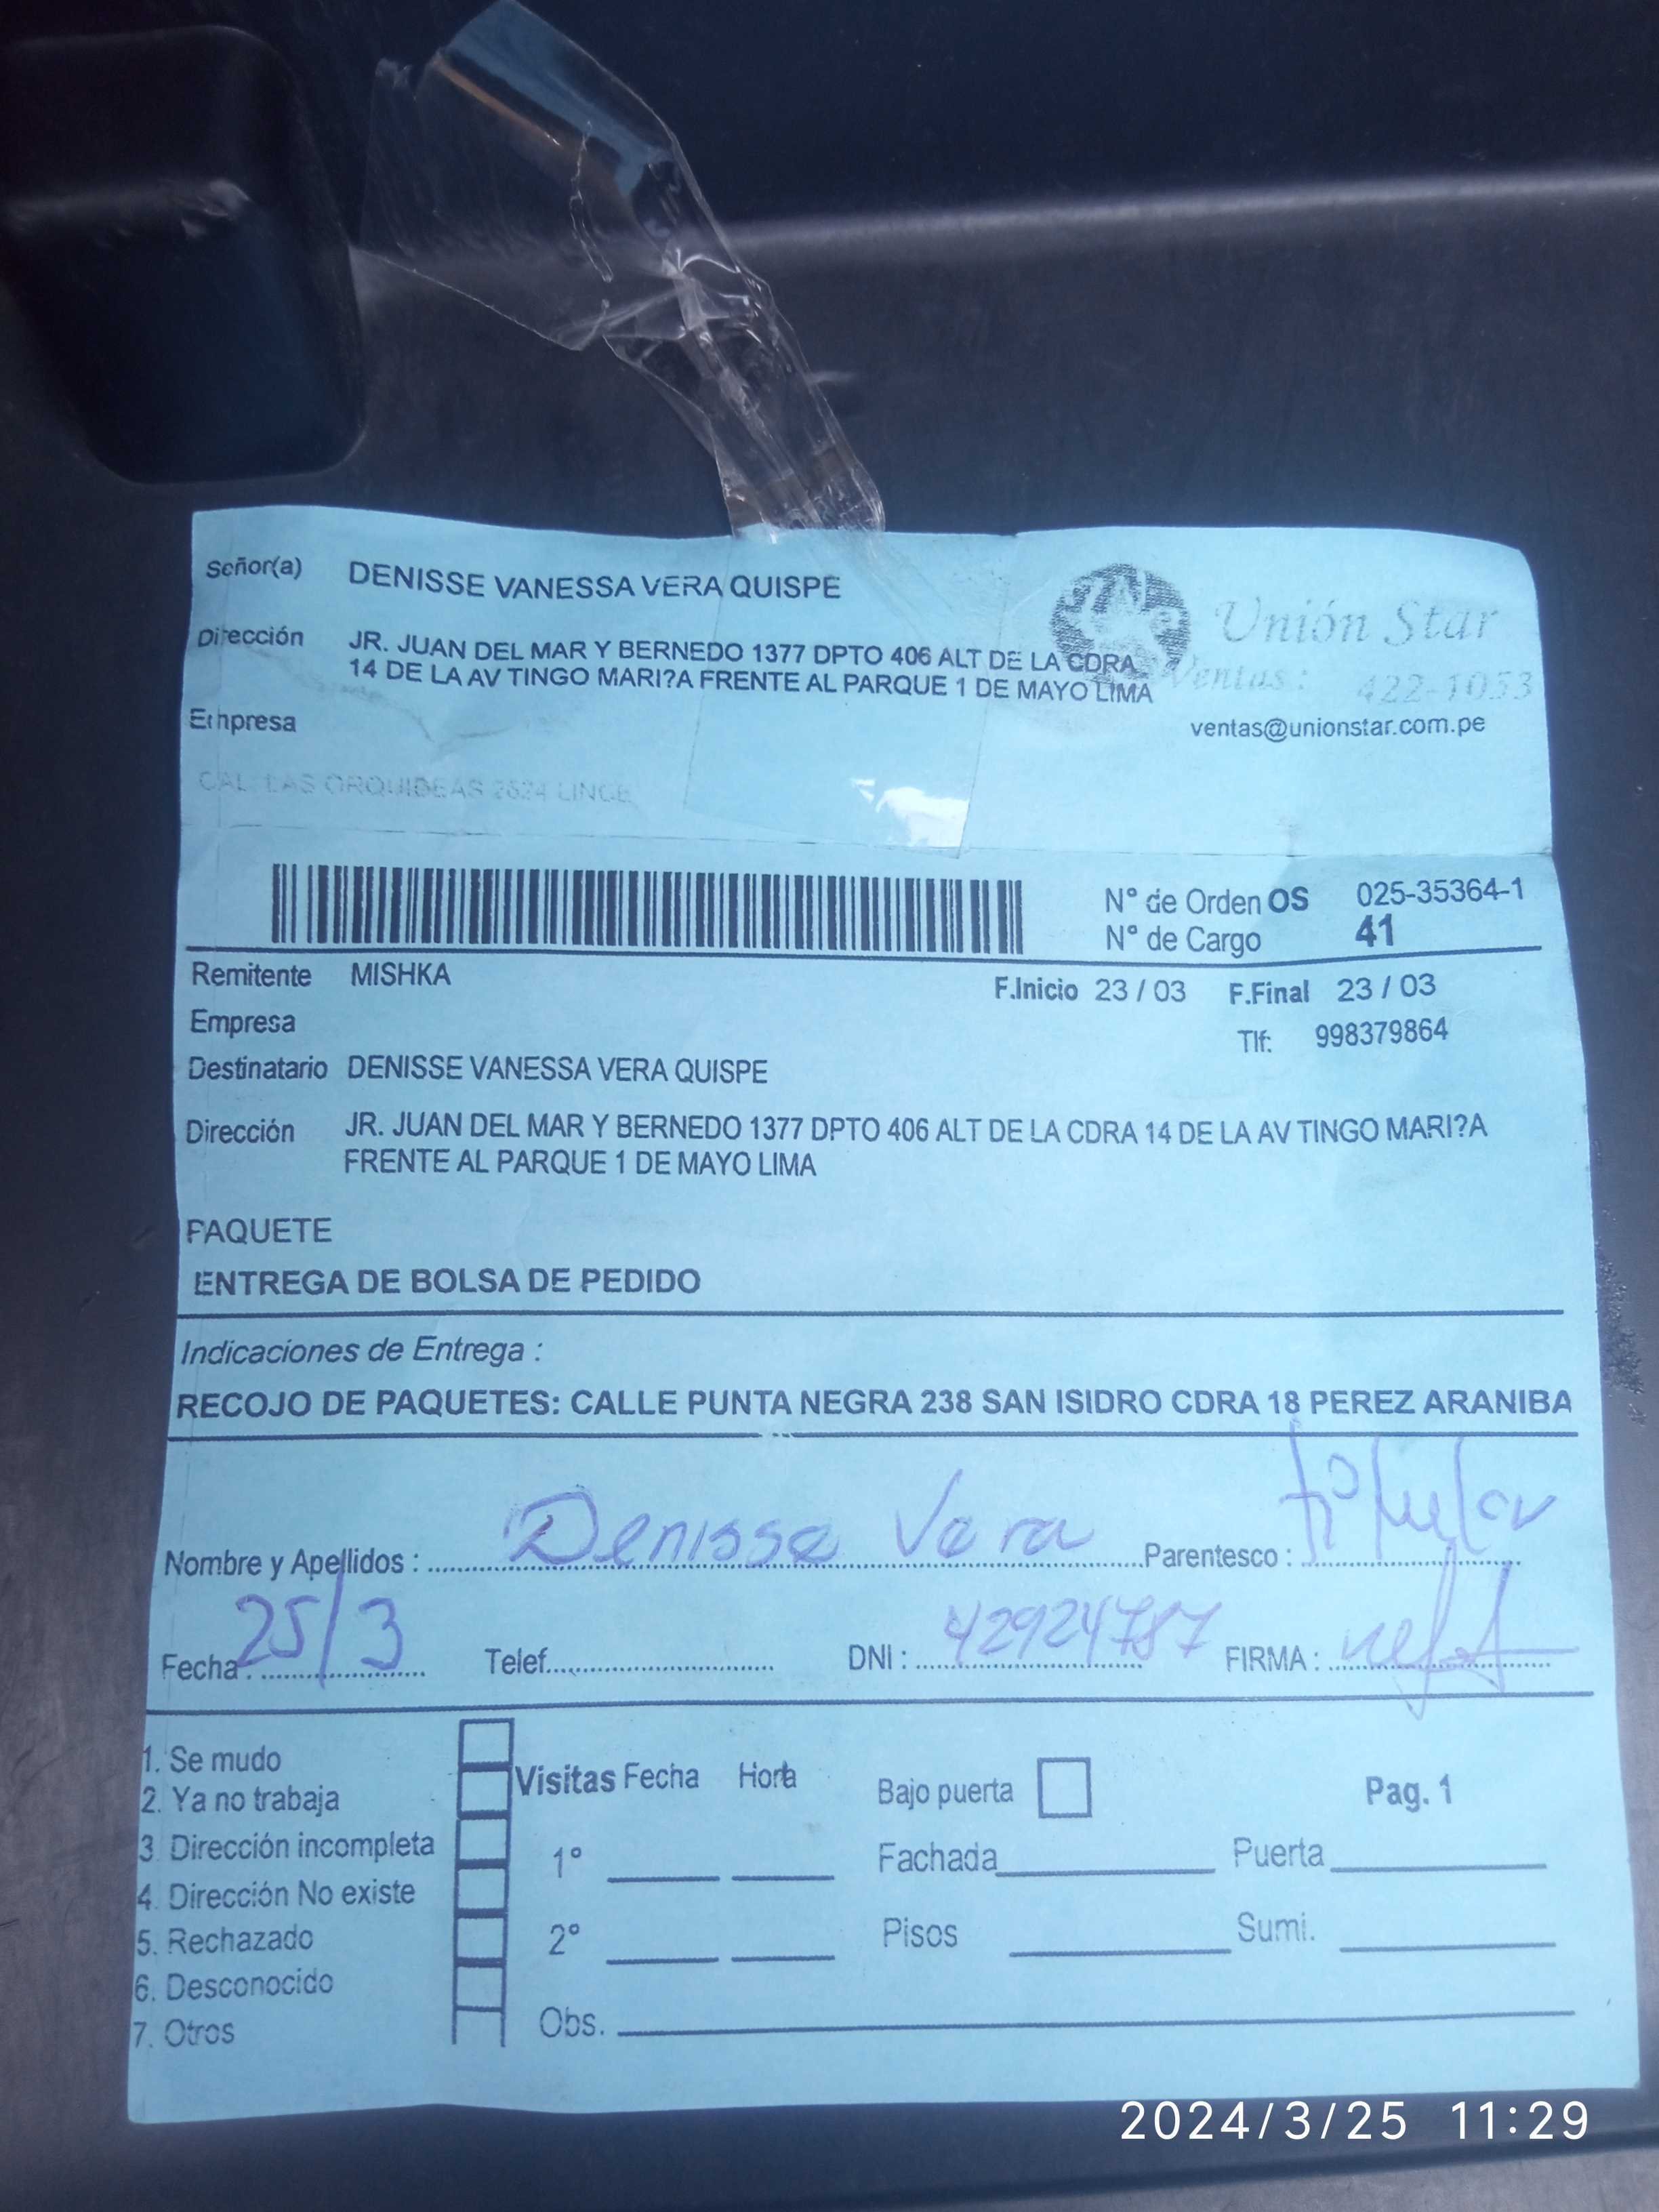 Señor(a) DENISSE VANESSA VERA QUISPE
Unión Star
Dirección JR. JUAN DEL MAR Y BERNEDO 1377 DPTO 406 ALT DE LA CDRA
14 DE LA AV TINGO MARI?A FRENTE AL PARQUE 1 DE MAYO LIMA
Ventas: 422-1053
Empresa
ventas@unionstar.com.pe
CAL. LAS ORQUIDEAS 2624 LINCE
N° de Orden OS 025-35364-1
N° de Cargo 41
Remitente MISHKA
F.Inicio 23 / 03 F.Final 23 / 03
Empresa
Tlf: 998379864
Destinatario DENISSE VANESSA VERA QUISPE
Dirección JR. JUAN DEL MAR Y BERNEDO 1377 DPTO 406 ALT DE LA CDRA 14 DE LA AV TINGO MARI?A
FRENTE AL PARQUE 1 DE MAYO LIMA
PAQUETE
ENTREGA DE BOLSA DE PEDIDO
Indicaciones de Entrega :
RECOJO DE PAQUETES: CALLE PUNTA NEGRA 238 SAN ISIDRO CDRA 18 PEREZ ARANIBA
Nombre y Apellidos : Denisse Vera Parentesco : titular
Fecha : 25/3 Telef. DNI : 42924787 FIRMA :
1. Se mudo
2. Ya no trabaja
3. Dirección incompleta
4. Dirección No existe
5. Rechazado
6. Desconocido
7. Otros
Visitas Fecha Hora
1°
2°
Obs.
Bajo puerta
Pag. 1
Fachada Puerta
Pisos Sumi.
2024/3/25 11:29